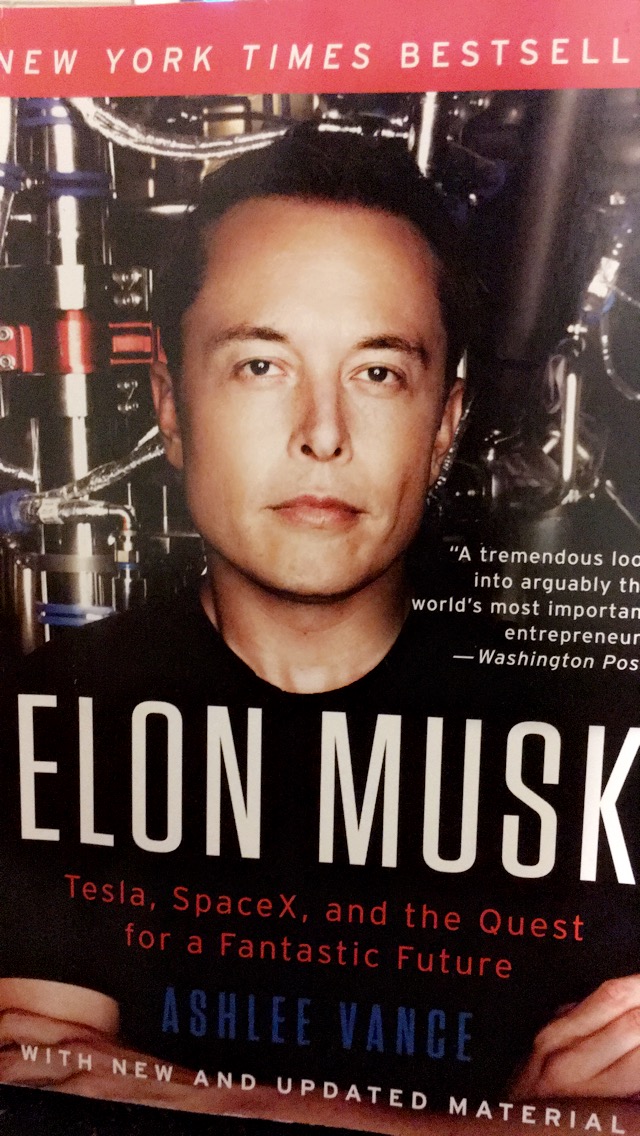 NEW YORK TIMES BESTSELL
"A tremendous loo
into arguably th
world's most importan
entrepreneur
—Washington Pos
ELON MUSK
Tesla, SpaceX, and the Quest
for a Fantastic Future
ASHLEE VANCE
WITH NEW AND UPDATED MATERIAL